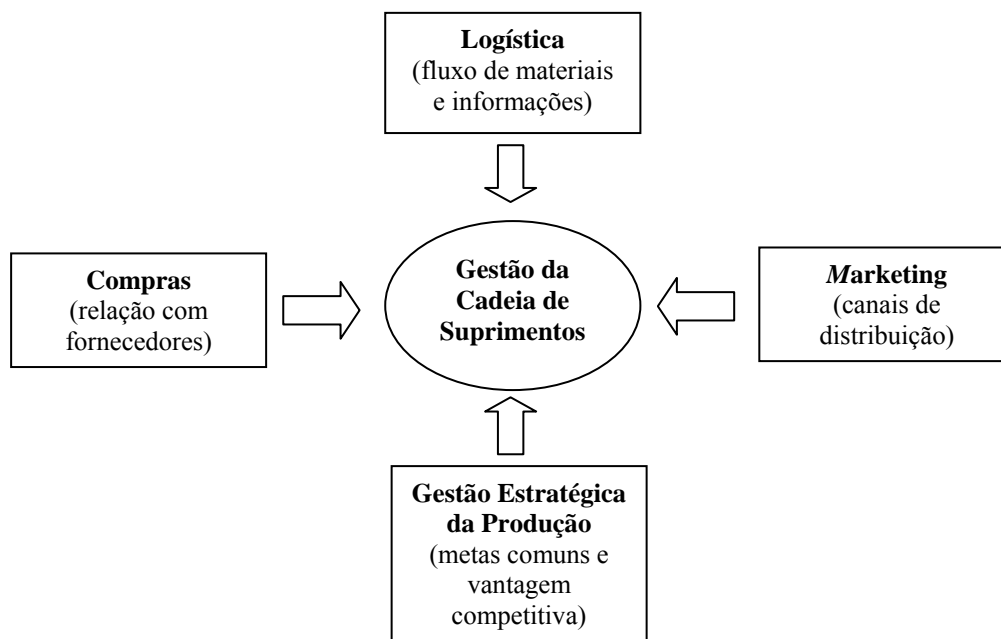 Logística
(fluxo de materiais
e informações)
Compras
(relação com
fornecedores)
Gestão da
Cadeia de
Suprimentos
Marketing
(canais de
distribuição)
Gestão Estratégica
da Produção
(metas comuns e
vantagem
competitiva)